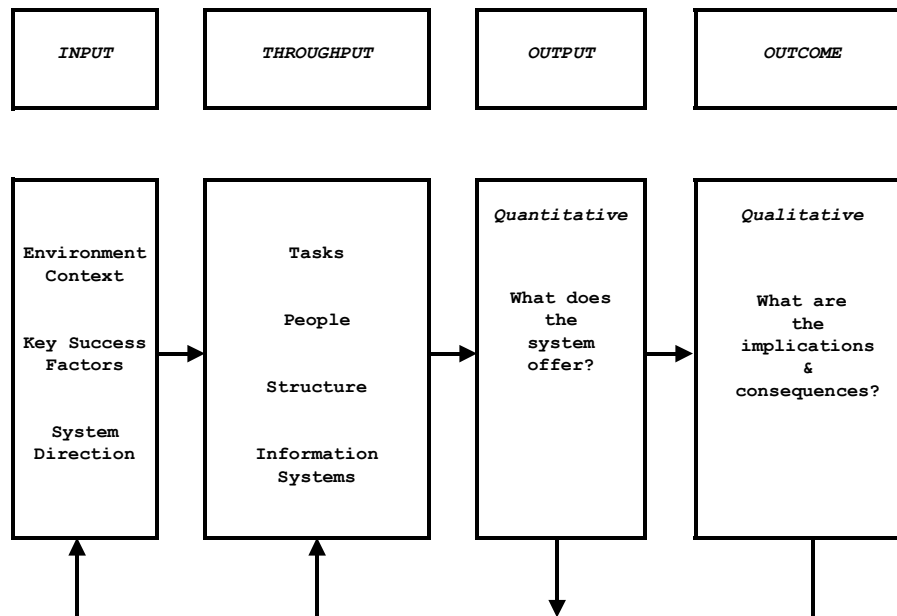 INPUT
THROUGHPUT
OUTPUT
OUTCOME
Environment
Context
Key Success
Factors
System
Direction
Tasks
People
Structure
Information
Systems
Quantitative
What does
the
system
offer?
Qualitative
What are
the
implications
&
consequences?